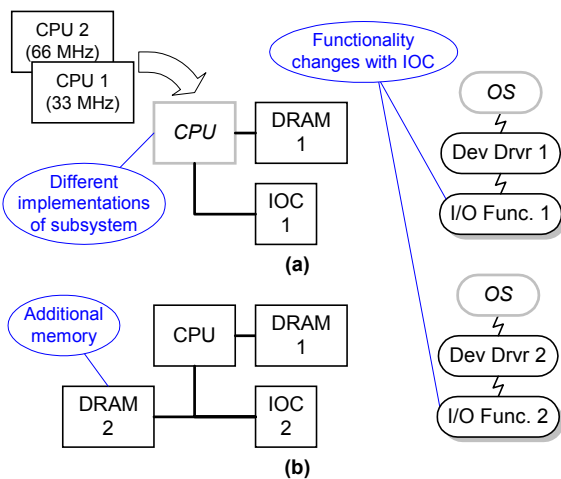 CPU 2
(66 MHz)
CPU 1
(33 MHz)
CPU
DRAM
1
Different
implementations
of subsystem
IOC
1
(a)
Functionality
changes with IOC
OS
Dev Drvr 1
I/O Func. 1
Additional
memory
CPU
DRAM
1
DRAM
2
IOC
2
(b)
OS
Dev Drvr 2
I/O Func. 2